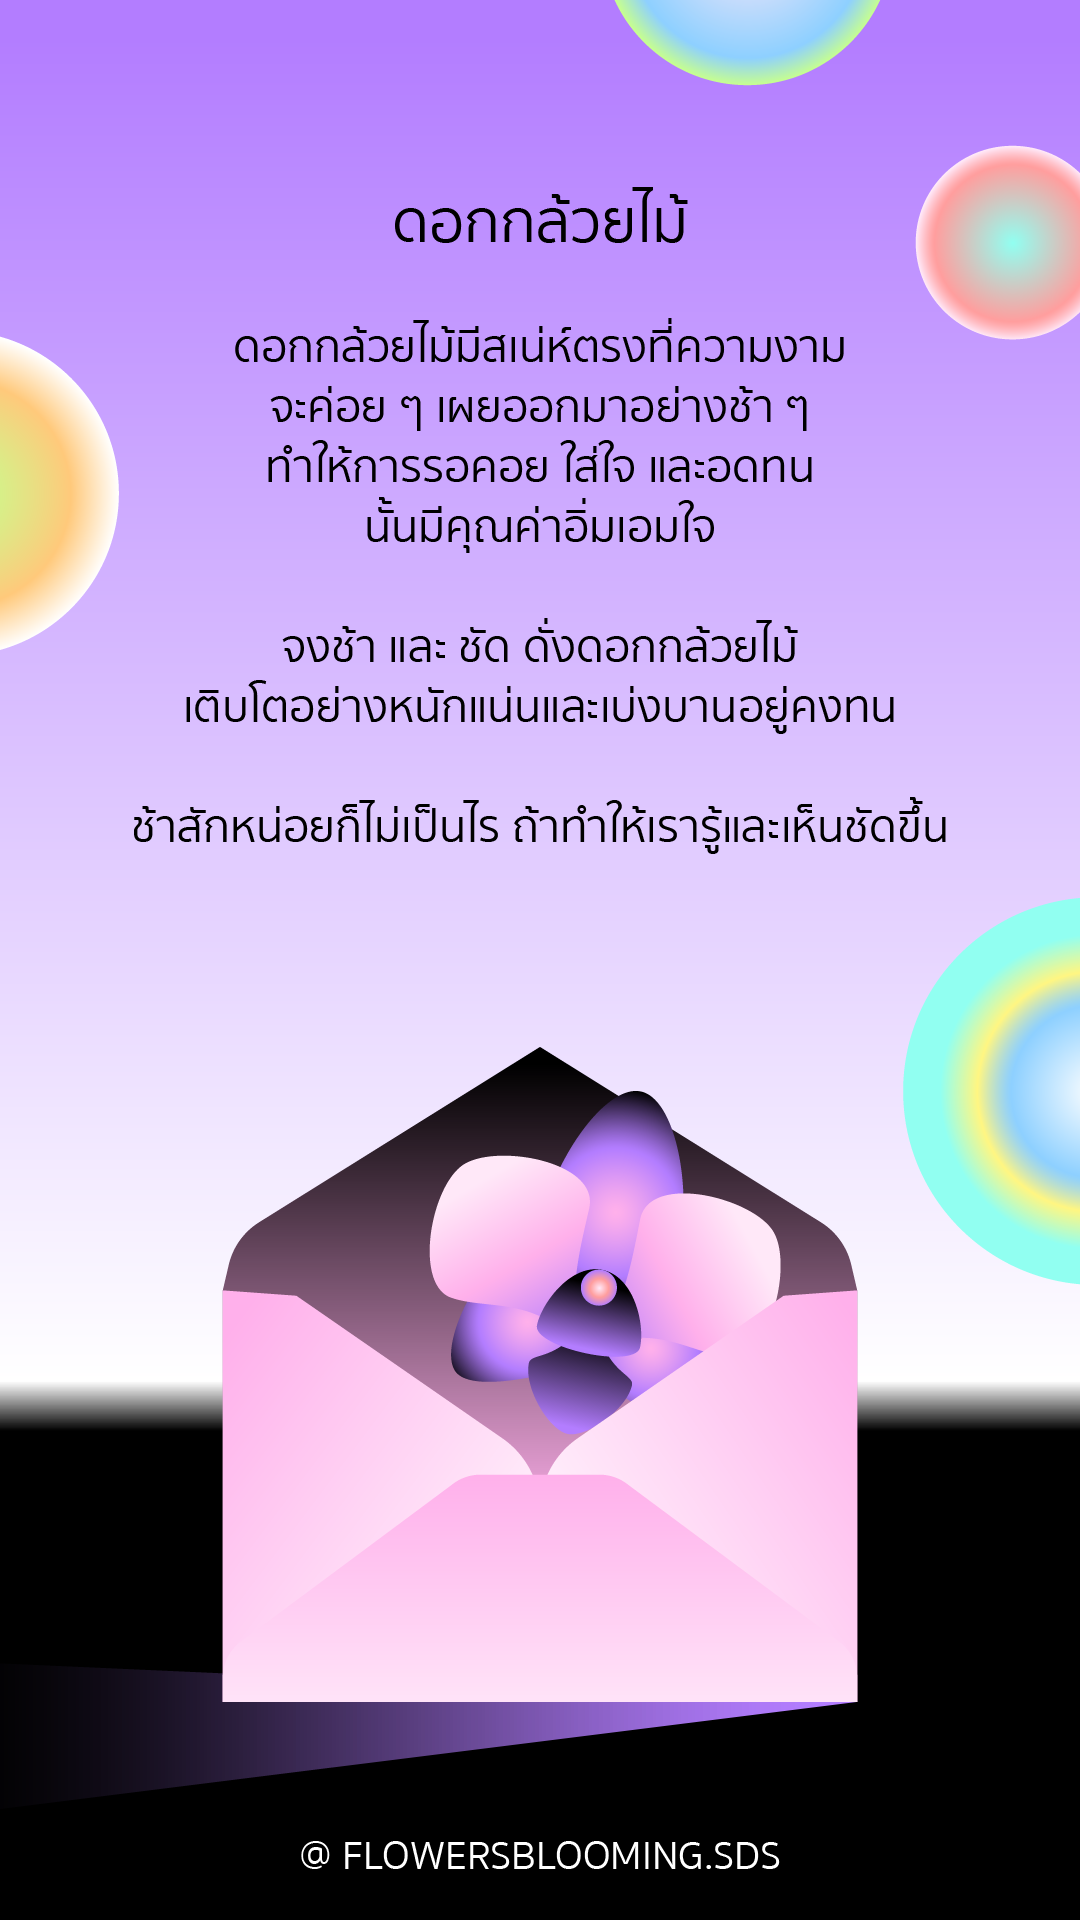 ดอกกล้วยไม้
ดอกกล้วยไม้มีสเน่ห์ตรงที่ความงาม
จะค่อย ๆ เผยออกมาอย่างช้า ๆ
ทำให้การรอคอย ใส่ใจ และอดทน
นั้นมีคุณค่าอิ่มเอมใจ
จงช้า และ ชัด ดั่งดอกกล้วยไม้
เติบโตอย่างหนักแน่นและเบ่งบานอยู่คงทน
ช้าสักหน่อยก็ไม่เป็นไร ถ้าทำให้เรารู้และเห็นชัดขึ้น
@ FLOWERSBLOOMING.SDS